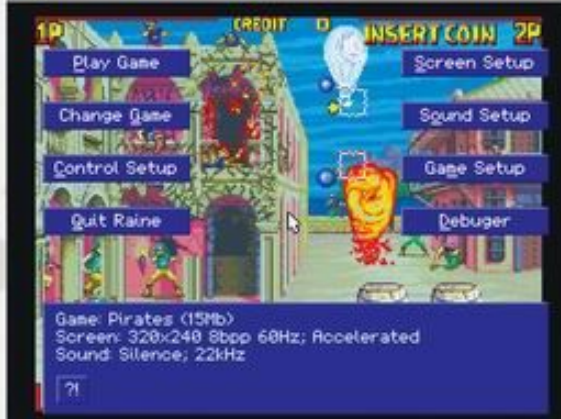 1P CREDIT 0 INSERT COIN 2P
Play Game
Screen Setup
Change Game
Sound Setup
Control Setup
Game Setup
Quit Raine
Debuger
Game: Pirates (15Mb)
Screen: 320x240 8bpp 60Hz; Accelerated
Sound: Silence; 22kHz
?!